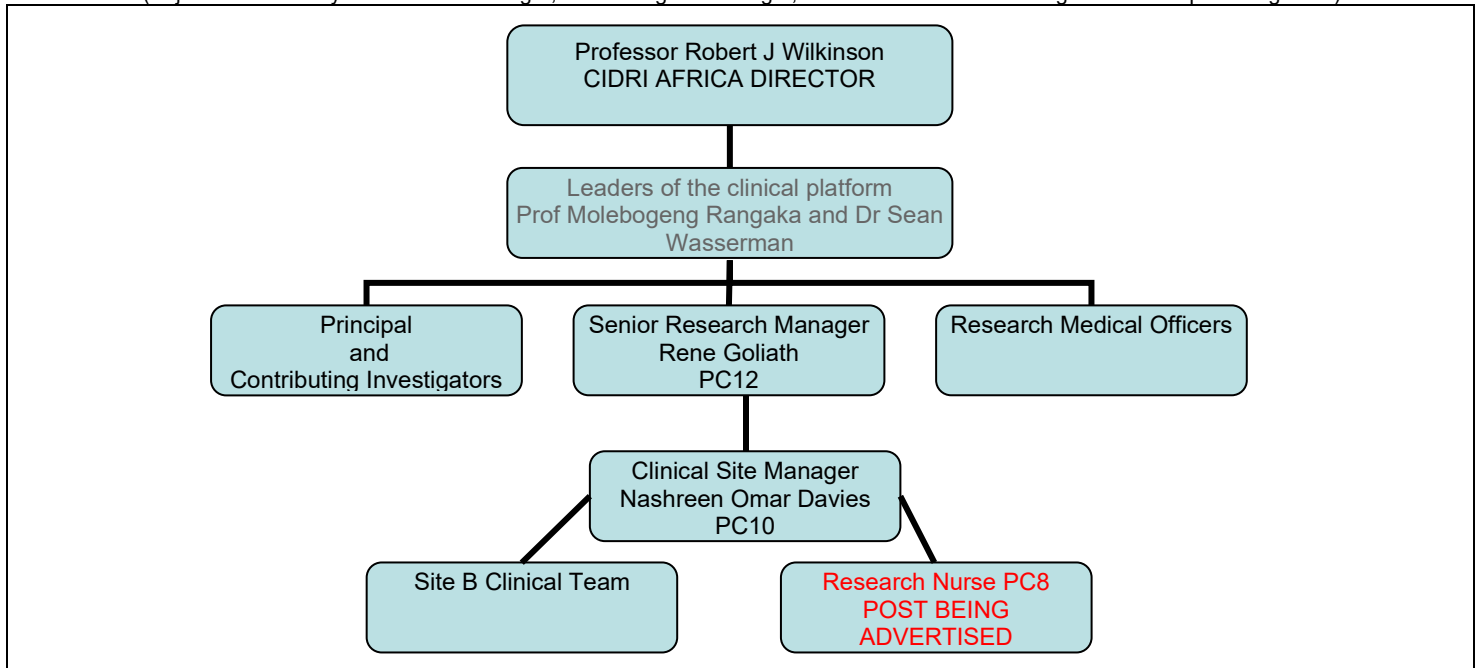 Professor Robert J Wilkinson
CIDRI AFRICA DIRECTOR
Leaders of the clinical platform
Prof Molebogeng Rangaka and Dr Sean
Wasserman
Principal
and
Contributing Investigators
Senior Research Manager
Rene Goliath
PC12
Research Medical Officers
Clinical Site Manager
Nashreen Omar Davies
PC10
Site B Clinical Team
Research Nurse PC8
POST BEING
ADVERTISED